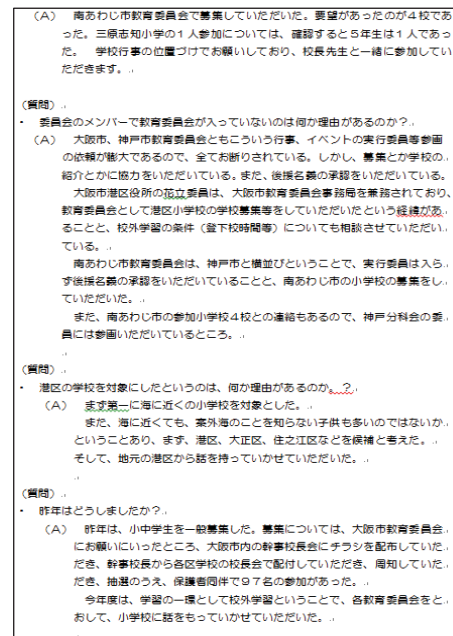 （A）　南あわじ市教育委員会で募集していただいた。要望があったのが４校であ
った。三原志知小学の１人参加については、確認すると５年生は１人であっ
た。　学校行事の位置づけでお願いしており、校長先生と一緒に参加してい
ただきます。
（質問）
・　委員会のメンバーで教育委員会が入っていないのは何か理由があるのか？
（A）　大阪市、神戸市教育委員会ともこういう行事、イベントの実行委員等参画
の依頼が膨大であるので、全てお断りされている。しかし、募集とか学校の
紹介とかに協力をいただいている。また、後援名義の承認をいただいている。
大阪市港区役所の花立委員は、大阪市教育委員会事務局を兼務されており、
教育委員会として港区小学校の学校募集等をしていただいたという経緯があ
ることと、校外学習の条件（登下校時間等）についても相談させていただい
ている。
南あわじ市教育委員会は、神戸市と横並びということで、実行委員は入ら
ず後援名義の承認をいただいていることと、南あわじ市の小学校の募集をし
ていただいた。
また、南あわじ市の参加小学校４校との連絡もあるので、神戸分科会の委
員には参画いただいているところ。
（質問）
・　港区の学校を対象にしたというのは、何か理由があるのか。？
（A）　まず第一に海に近くの小学校を対象とした。
また、海に近くても、案外海のことを知らない子供も多いのではないか
ということあり、まず、港区、大正区、住之江区などを候補と考えた。
そして、地元の港区から話を持っていかせていただいた。
（質問）
・　昨年はどうしましたか？
（A）　昨年は、小中学生を一般募集した。募集については、大阪市教育委員会
にお願いにいったところ、大阪市内の幹事校長会にチラシを配布していた
だき、幹事校長から各区学校の校長会で配付していただき、周知していた
だき、抽選のうえ、保護者同伴で９７名の参加があった。
今年度は、学習の一環として校外学習ということで、各教育委員会をと
おして、小学校に話をもっていかせていただいた。